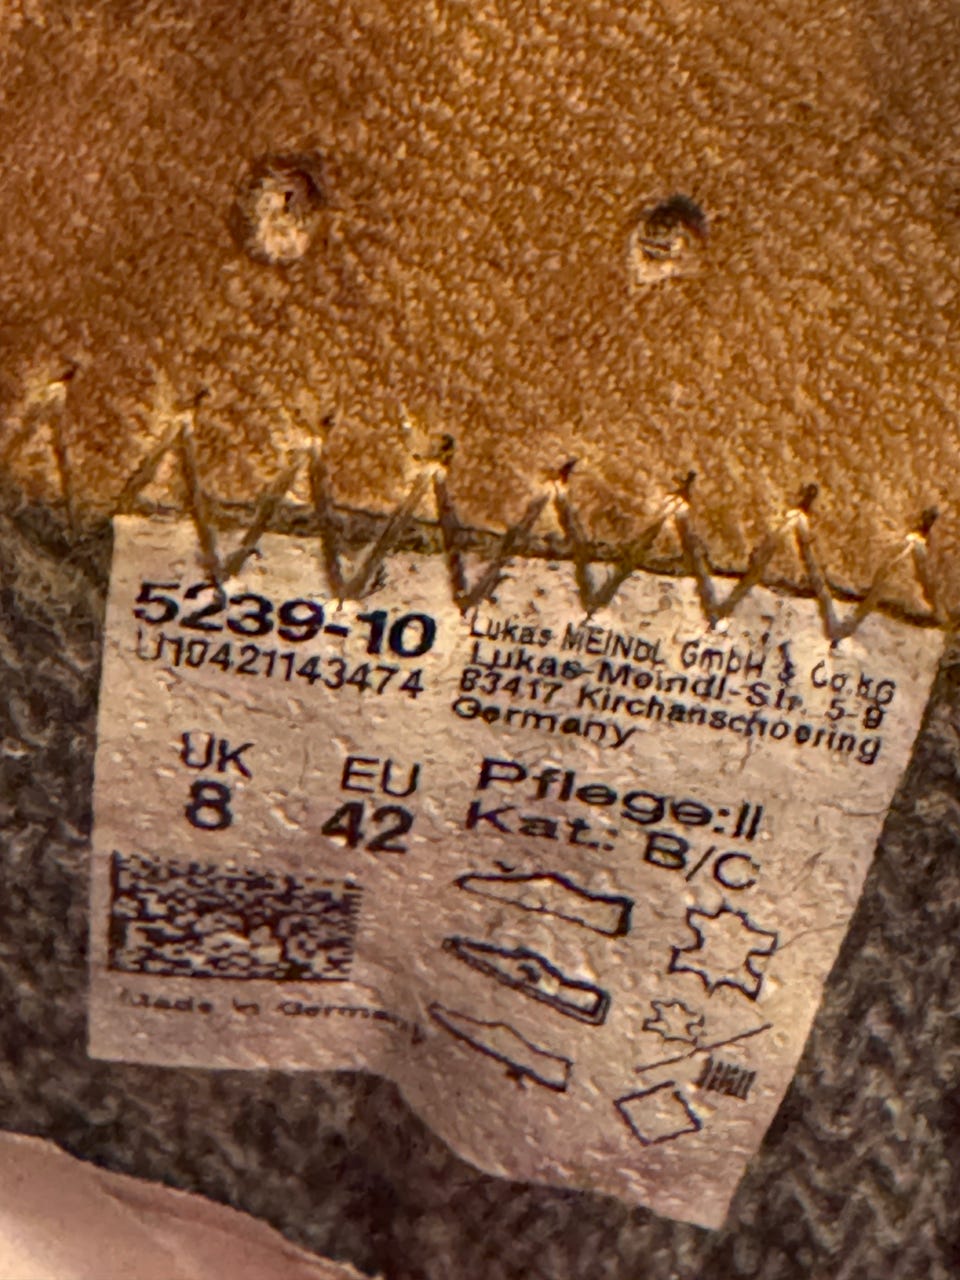 5239-10
U10421143474
Lukas MEINDL GmbH & Co.KG
Lukas-Meindl-Str. 5-9
83417 Kirchanschoering
Germany
UK
8
EU
42
Pflege:II
Kat.: B/C
Made in Germany